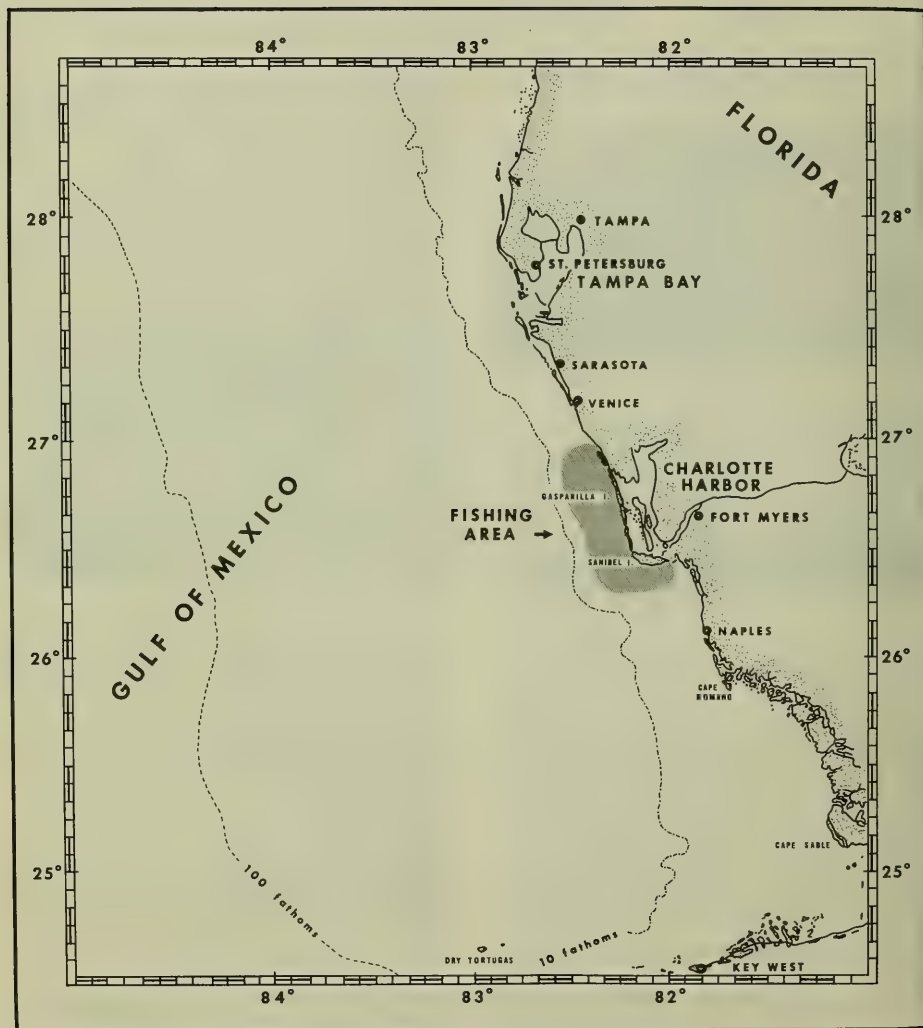 84° 83° 82°
FLORIDA
28° 28°
TAMPA
ST. PETERSBURG
TAMPA BAY
SARASOTA
VENICE
27° 27°
CHARLOTTE
HARBOR
GASPARILLA I.
FISHING
AREA
FORT MYERS
SANIBEL I.
GULF OF MEXICO
NAPLES
26° 26°
CAPE
ROMANO
CAPE SABLE
25° 25°
100 fathoms
10 fathoms
DRY TORTUGAS
KEY WEST
84° 83° 82°